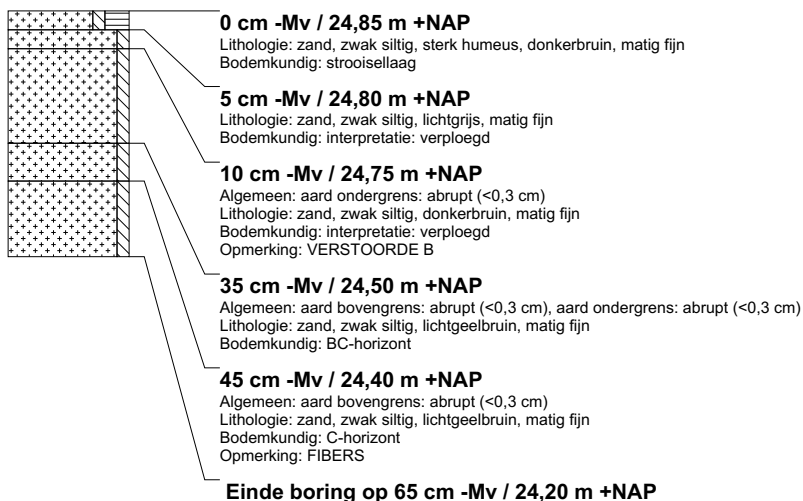 0 cm -Mv / 24,85 m +NAP
Lithologie: zand, zwak siltig, sterk humeus, donkerbruin, matig fijn
Bodemkundig: strooisellaag
5 cm -Mv / 24,80 m +NAP
Lithologie: zand, zwak siltig, lichtgrijs, matig fijn
Bodemkundig: interpretatie: verploegd
10 cm -Mv / 24,75 m +NAP
Algemeen: aard ondergrens: abrupt (<0,3 cm)
Lithologie: zand, zwak siltig, donkerbruin, matig fijn
Bodemkundig: interpretatie: verploegd
Opmerking: VERSTOORDE B
35 cm -Mv / 24,50 m +NAP
Algemeen: aard bovengrens: abrupt (<0,3 cm), aard ondergrens: abrupt (<0,3 cm)
Lithologie: zand, zwak siltig, lichtgeelbruin, matig fijn
Bodemkundig: BC-horizont
45 cm -Mv / 24,40 m +NAP
Algemeen: aard bovengrens: abrupt (<0,3 cm)
Lithologie: zand, zwak siltig, lichtgeelbruin, matig fijn
Bodemkundig: C-horizont
Opmerking: FIBERS
Einde boring op 65 cm -Mv / 24,20 m +NAP